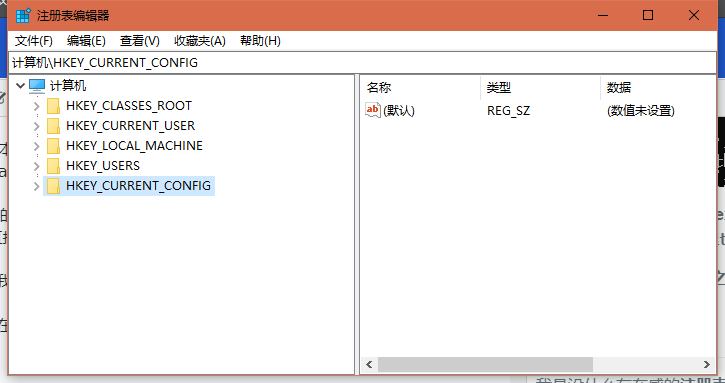 注册表编辑器
文件(F) 编辑(E) 查看(V) 收藏夹(A) 帮助(H)
计算机\HKEY_CURRENT_CONFIG
计算机
HKEY_CLASSES_ROOT
HKEY_CURRENT_USER
HKEY_LOCAL_MACHINE
HKEY_USERS
HKEY_CURRENT_CONFIG
名称 类型 数据
ab (默认) REG_SZ (数值未设置)